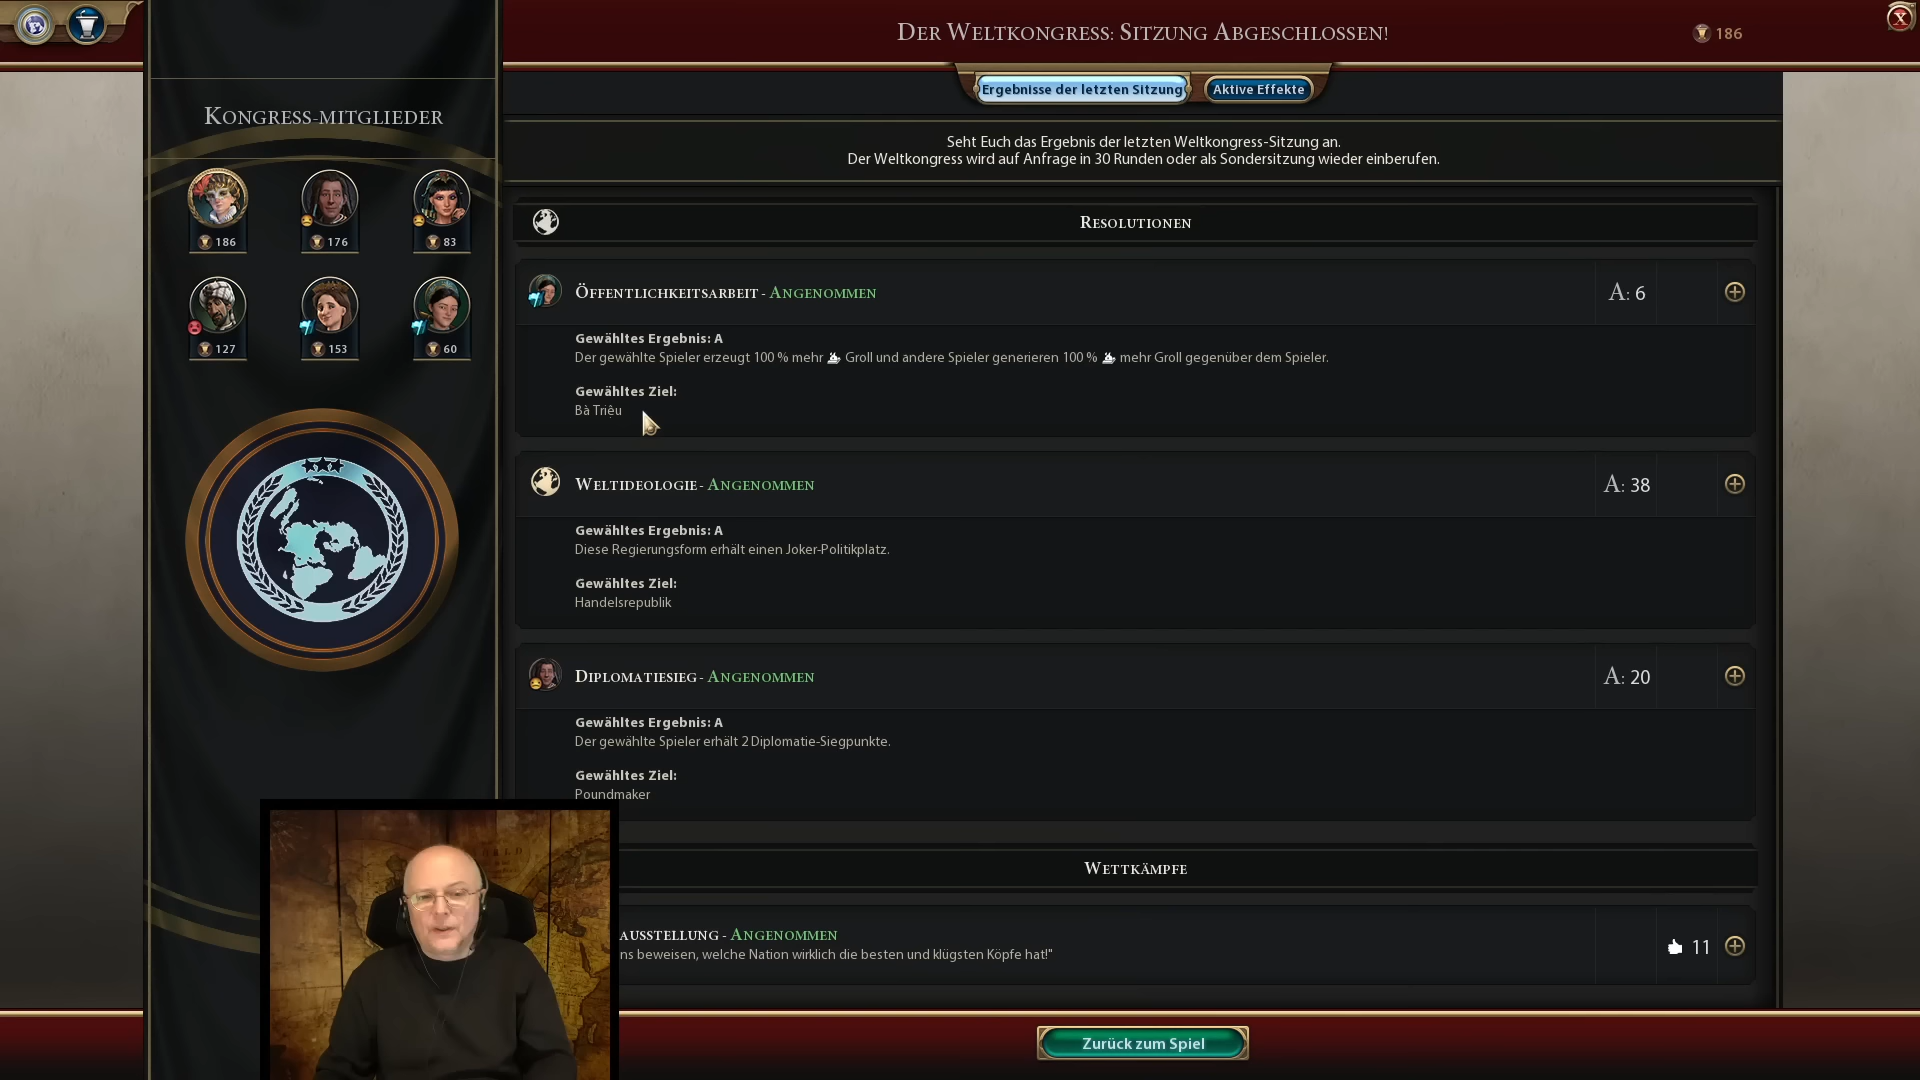 Der Weltkongress: Sitzung Abgeschlossen!
186
X
Ergebnisse der letzten Sitzung
Aktive Effekte
Kongress-mitglieder
Seht Euch das Ergebnis der letzten Weltkongress-Sitzung an.
Der Weltkongress wird auf Anfrage in 30 Runden oder als Sondersitzung wieder einberufen.
186
176
83
127
153
60
Resolutionen
Öffentlichkeitsarbeit - Angenommen
A: 6
Gewähltes Ergebnis: A
Der gewählte Spieler erzeugt 100 % mehr Groll und andere Spieler generieren 100 % mehr Groll gegenüber dem Spieler.
Gewähltes Ziel:
Bà Triệu
Weltideologie - Angenommen
A: 38
Gewähltes Ergebnis: A
Diese Regierungsform erhält einen Joker-Politikplatz.
Gewähltes Ziel:
Handelsrepublik
Diplomatiesieg - Angenommen
A: 20
Gewähltes Ergebnis: A
Der gewählte Spieler erhält 2 Diplomatie-Siegpunkte.
Gewähltes Ziel:
Poundmaker
Wettkämpfe
ausstellung - Angenommen
11
ns beweisen, welche Nation wirklich die besten und klügsten Köpfe hat!"
Zurück zum Spiel